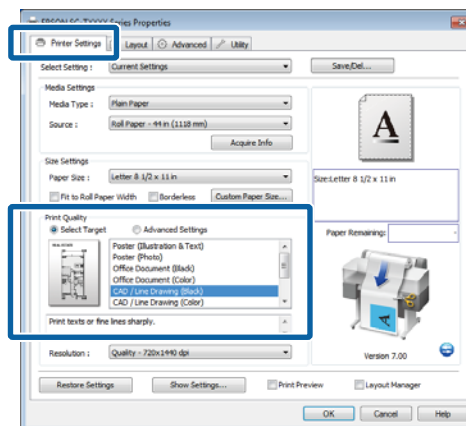 EPSON SC-TXXXX Series Properties
Printer Settings Layout Advanced Utility
Select Setting : Current Settings Save/Del...
Media Settings
Media Type : Plain Paper
Source : Roll Paper - 44 in (1118 mm)
Acquire Info
Size Settings
Paper Size : Letter 8 1/2 x 11 in
Fit to Roll Paper Width Borderless Custom Paper Size...
Size:Letter 8 1/2 x 11 in
Print Quality
Select Target Advanced Settings
Paper Remaining: -
Poster (Illustration & Text)
Poster (Photo)
Office Document (Black)
Office Document (Color)
CAD / Line Drawing (Black)
CAD / Line Drawing (Color)
Print texts or fine lines sharply.
Resolution : Quality - 720x1440 dpi
Version 7.00
Restore Settings Show Settings... Print Preview Layout Manager
OK Cancel Help